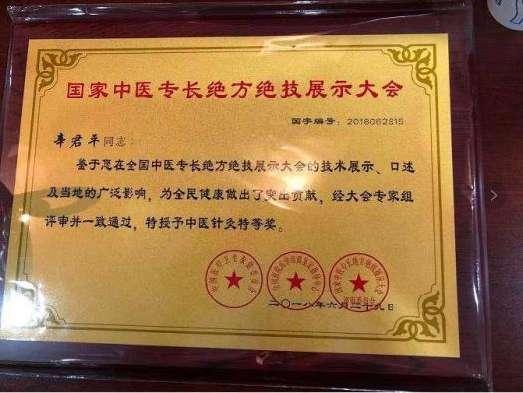 国家中医专长绝方绝技展示大会
国字编号：2018062815
辛君平同志：
鉴于您在全国中医专长绝方绝技展示大会的技术展示、口述
及当地的广泛影响，为全民健康做出了突出贡献，经大会专家组
评审并一致通过，特授予中医针灸特等奖。
二〇一八年六月二十九日